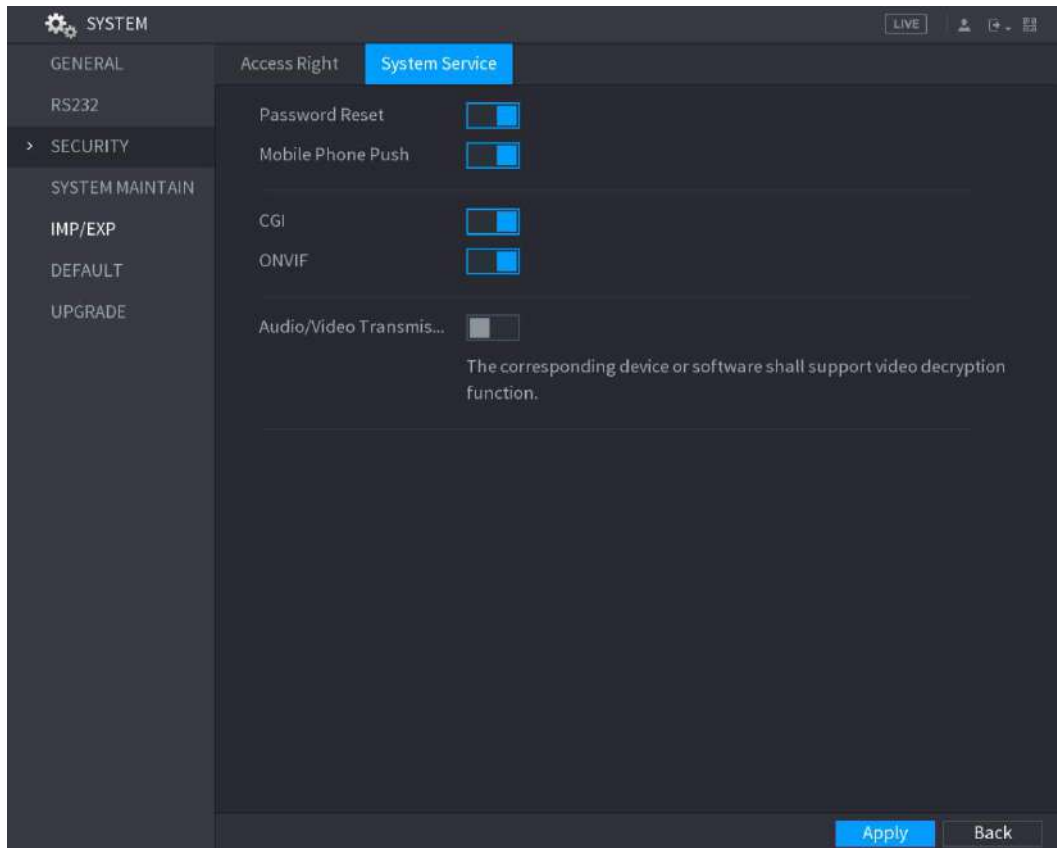 SYSTEM
LIVE
GENERAL
RS232
SECURITY
SYSTEM MAINTAIN
IMP/EXP
DEFAULT
UPGRADE
Access Right
System Service
Password Reset
Mobile Phone Push
CGI
ONVIF
Audio/Video Transmis...
The corresponding device or software shall support video decryption
function.
Apply
Back